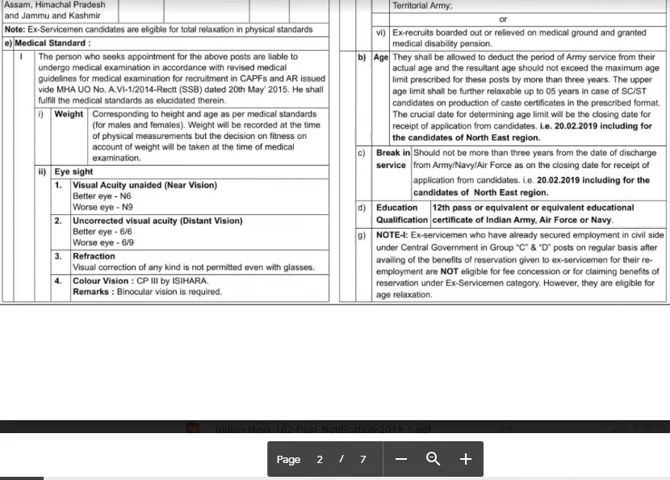 Assam, Himachal Pradesh
and Jammu and Kashmir
Note: Ex-Servicemen candidates are eligible for total relaxation in physical standards
e) Medical Standard :
I The person who seeks appointment for the above posts are liable to
undergo medical examination in accordance with revised medical
guidelines for medical examination for recruitment in CAPFs and AR issued
vide MHA UO No. A.VI-1/2014-Rectt (SSB) dated 20th May' 2015. He shall
fulfill the medical standards as elucidated therein.
i) Weight Corresponding to height and age as per medical standards
(for males and females). Weight will be recorded at the time
of physical measurements but the decision on fitness on
account of weight will be taken at the time of medical
examination.
ii) Eye sight
1. Visual Acuity unaided (Near Vision)
Better eye - N6
Worse eye - N9
2. Uncorrected visual acuity (Distant Vision)
Better eye - 6/6
Worse eye - 6/9
3. Refraction
Visual correction of any kind is not permitted even with glasses.
4. Colour Vision : CP III by ISIHARA.
Remarks : Binocular vision is required.
Territorial Army;
or
vi) Ex-recruits boarded out or relieved on medical ground and granted
medical disability pension.
b) Age They shall be allowed to deduct the period of Army service from their
actual age and the resultant age should not exceed the maximum age
limit prescribed for these posts by more than three years. The upper
age limit shall be further relaxable up to 05 years in case of SC/ST
candidates on production of caste certificates in the prescribed format.
The crucial date for determining age limit will be the closing date for
receipt of application from candidates. i.e. 20.02.2019 including for
the candidates of North East region.
c) Break in Should not be more than three years from the date of discharge
service from Army/Navy/Air Force as on the closing date for receipt of
application from candidates. i.e. 20.02.2019 including the
candidates of North East region.
d) Education 12th pass or equivalent or equivalent educational
Qualification certificate of Indian Army, Air Force or Navy.
g) NOTE-I: Ex-servicemen who have already secured employment in civil side
under Central Government in Group "C" & "D" posts on regular basis after
availing of the benefits of reservation given to ex-servicemen for their re-
employment are NOT eligible for fee concession or for claiming benefits of
reservation under Ex-Servicemen category. However, they are eligible for
age relaxation.
Indian-Navy-102-Post-Notification-2019-1.pdf
Page 2 / 7 − +